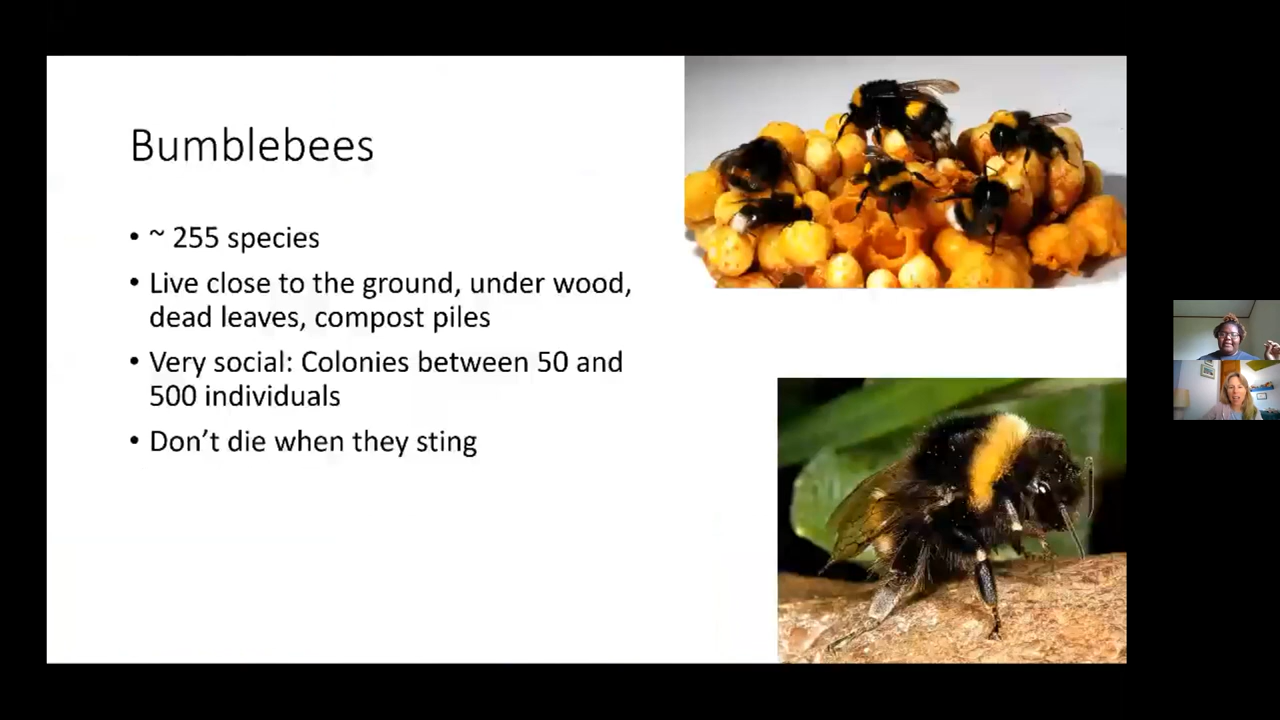 Bumblebees
• ~ 255 species
• Live close to the ground, under wood,
dead leaves, compost piles
• Very social: Colonies between 50 and
500 individuals
• Don’t die when they sting